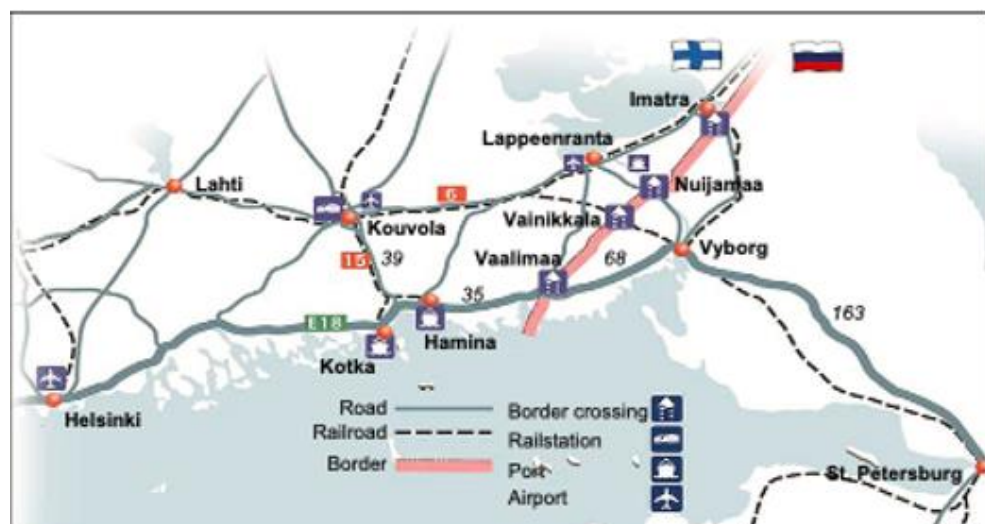 Imatra
Lappeenranta
Lahti
6
Nuijamaa
Kouvola
Vainikkala
Vyborg
15
39
Vaalimaa
68
35
163
E18
Hamina
Kotka
Helsinki
Road
Border crossing
Railroad
Railstation
Border
Port
St. Petersburg
Airport